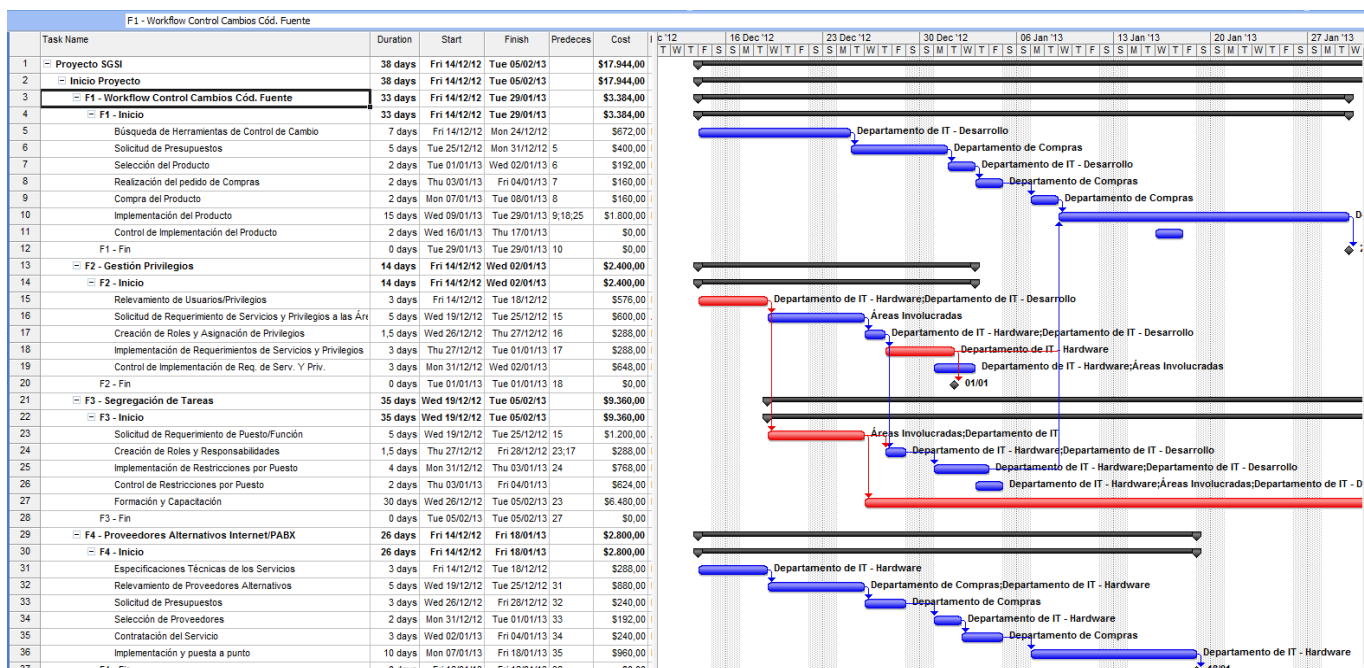 F1 - Workflow Control Cambios Cód. Fuente
Task Name Duration Start Finish Predeces Cost
'12 16 Dec '12 23 Dec '12 30 Dec '12 06 Jan '13 13 Jan '13 20 Jan '13 27 Jan '13
T W T F S S M T W T F S S M T W T F S S M T W T F S S M T W T F S S M T W T F S S M T W T F S S M T W
1 Proyecto SGSI 38 days Fri 14/12/12 Tue 05/02/13 $17.944,00
2 Inicio Proyecto 38 days Fri 14/12/12 Tue 05/02/13 $17.944,00
3 F1 - Workflow Control Cambios Cód. Fuente 33 days Fri 14/12/12 Tue 29/01/13 $3.384,00
4 F1 - Inicio 33 days Fri 14/12/12 Tue 29/01/13 $3.384,00
5 Búsqueda de Herramientas de Control de Cambio 7 days Fri 14/12/12 Mon 24/12/12 $672,00 Departamento de IT - Desarrollo
6 Solicitud de Presupuestos 5 days Tue 25/12/12 Mon 31/12/12 5 $400,00 Departamento de Compras
7 Selección del Producto 2 days Tue 01/01/13 Wed 02/01/13 6 $192,00 Departamento de IT - Desarrollo
8 Realización del pedido de Compras 2 days Thu 03/01/13 Fri 04/01/13 7 $160,00 Departamento de Compras
9 Compra del Producto 2 days Mon 07/01/13 Tue 08/01/13 8 $160,00 Departamento de Compras
10 Implementación del Producto 15 days Wed 09/01/13 Tue 29/01/13 9;18;25 $1.800,00 D
11 Control de Implementación del Producto 2 days Wed 16/01/13 Thu 17/01/13 $0,00
12 F1 - Fin 0 days Tue 29/01/13 Tue 29/01/13 10 $0,00
13 F2 - Gestión Privilegios 14 days Fri 14/12/12 Wed 02/01/13 $2.400,00
14 F2 - Inicio 14 days Fri 14/12/12 Wed 02/01/13 $2.400,00
15 Relevamiento de Usuarios/Privilegios 3 days Fri 14/12/12 Tue 18/12/12 $576,00 Departamento de IT - Hardware;Departamento de IT - Desarrollo
16 Solicitud de Requerimiento de Servicios y Privilegios a las Áre 5 days Wed 19/12/12 Tue 25/12/12 15 $600,00 Áreas Involucradas
17 Creación de Roles y Asignación de Privilegios 1,5 days Wed 26/12/12 Thu 27/12/12 16 $288,00 Departamento de IT - Hardware;Departamento de IT - Desarrollo
18 Implementación de Requerimientos de Servicios y Privilegios 3 days Thu 27/12/12 Tue 01/01/13 17 $288,00 Departamento de IT - Hardware
19 Control de Implementación de Req. de Serv. Y Priv. 3 days Mon 31/12/12 Wed 02/01/13 $648,00 Departamento de IT - Hardware;Áreas Involucradas
20 F2 - Fin 0 days Tue 01/01/13 Tue 01/01/13 18 $0,00 01/01
21 F3 - Segregación de Tareas 35 days Wed 19/12/12 Tue 05/02/13 $9.360,00
22 F3 - Inicio 35 days Wed 19/12/12 Tue 05/02/13 $9.360,00
23 Solicitud de Requerimiento de Puesto/Función 5 days Wed 19/12/12 Tue 25/12/12 15 $1.200,00 Áreas Involucradas;Departamento de IT
24 Creación de Roles y Responsabilidades 1,5 days Thu 27/12/12 Fri 28/12/12 23;17 $288,00 Departamento de IT - Hardware;Departamento de IT - Desarrollo
25 Implementación de Restricciones por Puesto 4 days Mon 31/12/12 Thu 03/01/13 24 $768,00 Departamento de IT - Hardware;Departamento de IT - Desarrollo
26 Control de Restricciones por Puesto 2 days Thu 03/01/13 Fri 04/01/13 $624,00 Departamento de IT - Hardware;Áreas Involucradas;Departamento de IT - D
27 Formación y Capacitación 30 days Wed 26/12/12 Tue 05/02/13 23 $6.480,00
28 F3 - Fin 0 days Tue 05/02/13 Tue 05/02/13 27 $0,00
29 F4 - Proveedores Alternativos Internet/PABX 26 days Fri 14/12/12 Fri 18/01/13 $2.800,00
30 F4 - Inicio 26 days Fri 14/12/12 Fri 18/01/13 $2.800,00
31 Especificaciones Técnicas de los Servicios 3 days Fri 14/12/12 Tue 18/12/12 $288,00 Departamento de IT - Hardware
32 Relevamiento de Proveedores Alternativos 5 days Wed 19/12/12 Tue 25/12/12 31 $880,00 Departamento de Compras;Departamento de IT - Hardware
33 Solicitud de Presupuestos 3 days Wed 26/12/12 Fri 28/12/12 32 $240,00 Departamento de Compras
34 Selección de Proveedores 2 days Mon 31/12/12 Tue 01/01/13 33 $192,00 Departamento de IT - Hardware
35 Contratación del Servicio 3 days Wed 02/01/13 Fri 04/01/13 34 $240,00 Departamento de Compras
36 Implementación y puesta a punto 10 days Mon 07/01/13 Fri 18/01/13 35 $960,00 Departamento de IT - Hardware